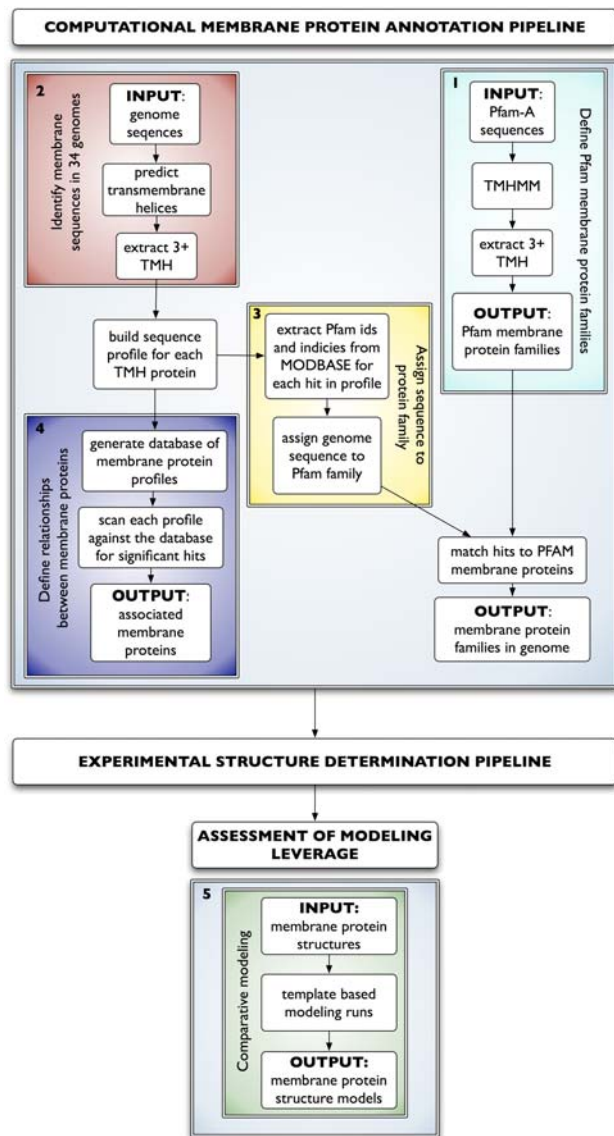 COMPUTATIONAL MEMBRANE PROTEIN ANNOTATION PIPELINE
2
Identify membrane
sequences in 34 genomes
INPUT:
genome
seqences
predict
transmembrane
helices
extract 3+
TMH
1
INPUT:
Pfam-A
sequences
TMHMM
extract 3+
TMH
OUTPUT:
Pfam membrane
protein families
Define Pfam membrane protein families
build sequence
profile for each
TMH protein
3
extract Pfam ids
and indicies from
MODBASE for
each hit in profile
assign genome
sequence to
Pfam family
Assign sequence to
protein family
4
Define relationships
between membrane proteins
generate database of
membrane protein
profiles
scan each profile
against the database
for significant hits
OUTPUT:
associated
membrane
proteins
match hits to PFAM
membrane proteins
OUTPUT:
membrane protein
families in genome
EXPERIMENTAL STRUCTURE DETERMINATION PIPELINE
ASSESSMENT OF MODELING
LEVERAGE
5
Comparative modeling
INPUT:
membrane protein
structures
template based
modeling runs
OUTPUT:
membrane protein
structure models